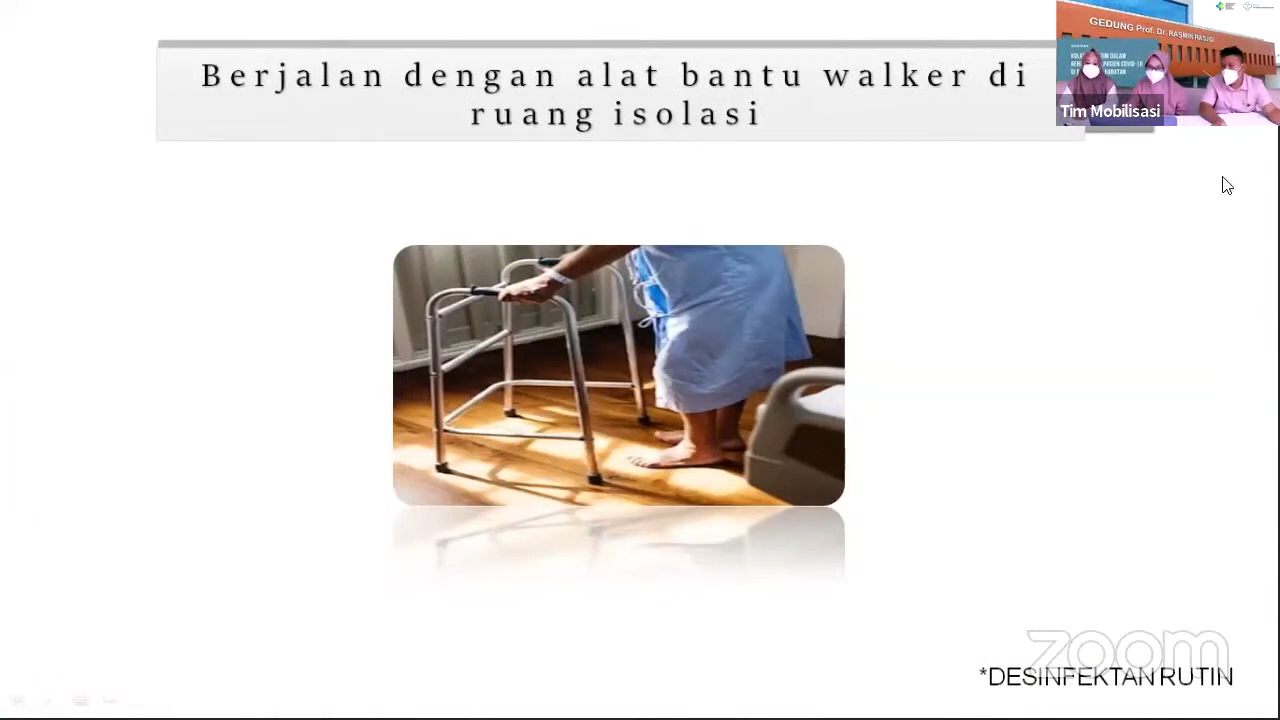 Berjalan dengan alat bantu walker di
ruang isolasi
GEDUNG Prof. Dr. RASMIN RASJID
Tim Mobilisasi
zoom
*DESINFEKTAN RUTIN